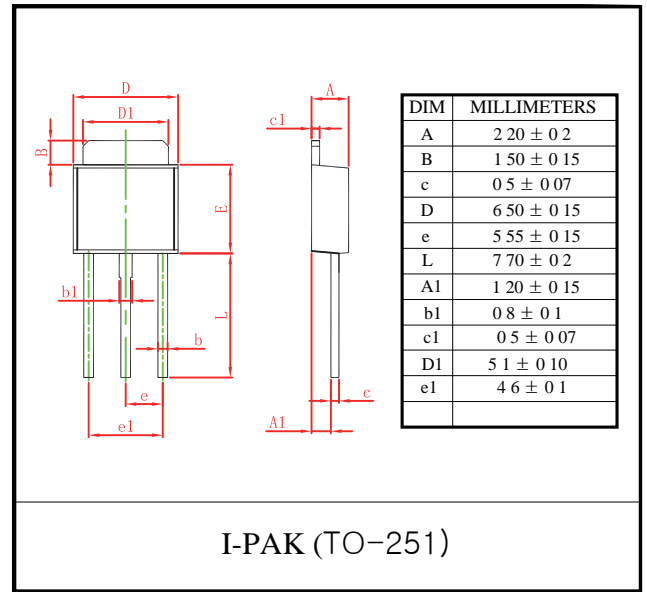 D
D1
B
E
b1
L
b
e
e1
A
c1
c
A1
DIM MILLIMETERS
A 2 20 ± 0 2
B 1 50 ± 0 15
c 0 5 ± 0 07
D 6 50 ± 0 15
e 5 55 ± 0 15
L 7 70 ± 0 2
A1 1 20 ± 0 15
b1 0 8 ± 0 1
c1 0 5 ± 0 07
D1 5 1 ± 0 10
e1 4 6 ± 0 1
I-PAK (TO-251)